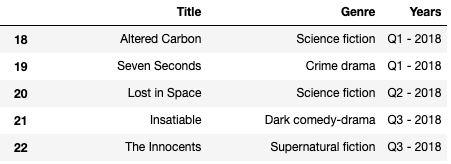 Title Genre Years
18 Altered Carbon Science fiction Q1 - 2018
19 Seven Seconds Crime drama Q1 - 2018
20 Lost in Space Science fiction Q2 - 2018
21 Insatiable Dark comedy-drama Q3 - 2018
22 The Innocents Supernatural fiction Q3 - 2018